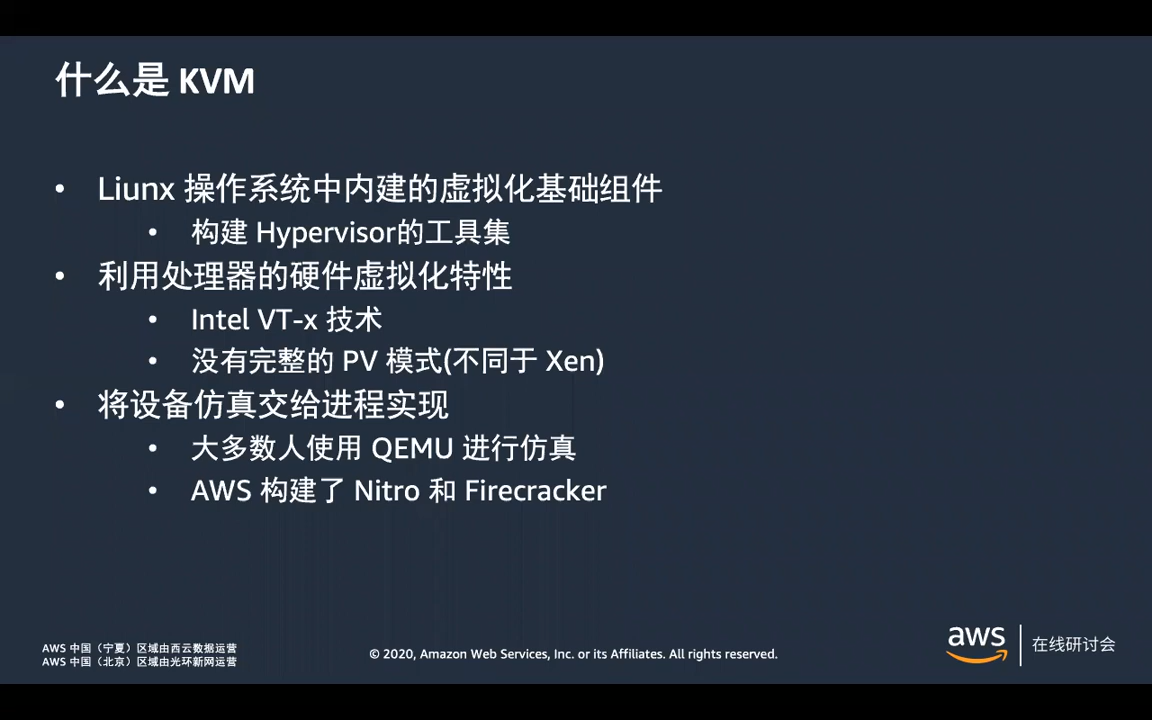 什么是 KVM
• Liunx 操作系统中内建的虚拟化基础组件
• 构建 Hypervisor的工具集
• 利用处理器的硬件虚拟化特性
• Intel VT-x 技术
• 没有完整的 PV 模式(不同于 Xen)
• 将设备仿真交给进程实现
• 大多数人使用 QEMU 进行仿真
• AWS 构建了 Nitro 和 Firecracker
AWS 中国（宁夏）区域由西云数据运营
AWS 中国（北京）区域由光环新网运营
© 2020, Amazon Web Services, Inc. or its Affiliates. All rights reserved.
aws
在线研讨会